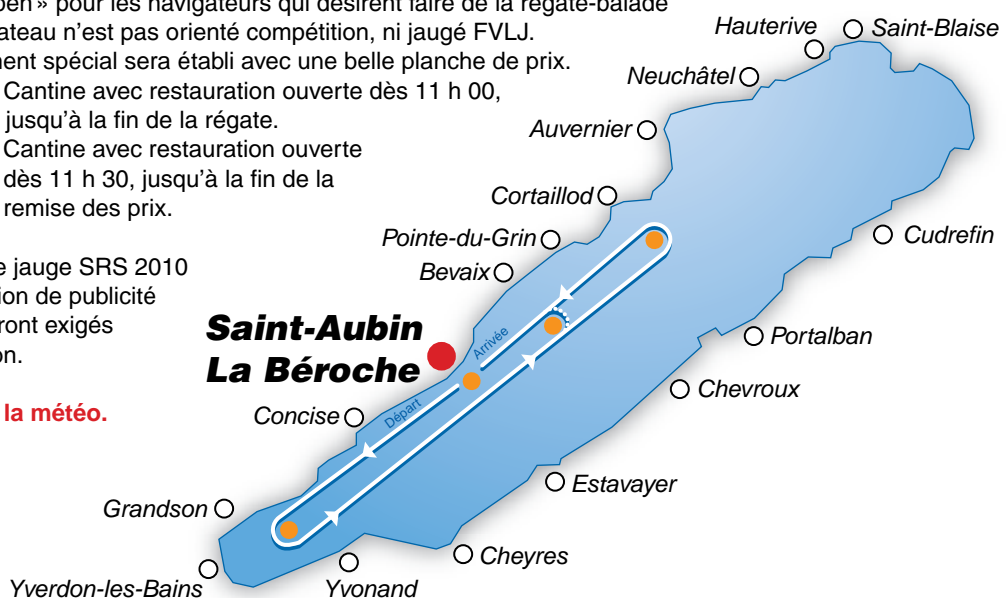 pen» pour les navigateurs qui désirent faire de la régate-balade
ateau n'est pas orienté compétition, ni jaugé FVLJ.
ent spécial sera établi avec une belle planche de prix.
Cantine avec restauration ouverte dès 11 h 00,
jusqu'à la fin de la régate.
Cantine avec restauration ouverte
dès 11 h 30, jusqu'à la fin de la
remise des prix.
e jauge SRS 2010
ion de publicité
ront exigés
on.
la météo.
Hauterive
Saint-Blaise
Neuchâtel
Auvernier
Cortaillod
Pointe-du-Grin
Bevaix
Cudrefin
Saint-Aubin
La Béroche
Arrivée
Portalban
Départ
Chevroux
Concise
Estavayer
Grandson
Cheyres
Yverdon-les-Bains
Yvonand